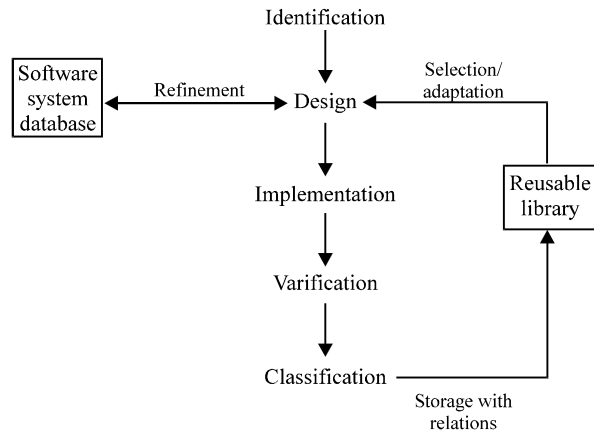 Identification
Software
system
database
Refinement
Design
Selection/
adaptation
Implementation
Reusable
library
Varification
Classification
Storage with
relations